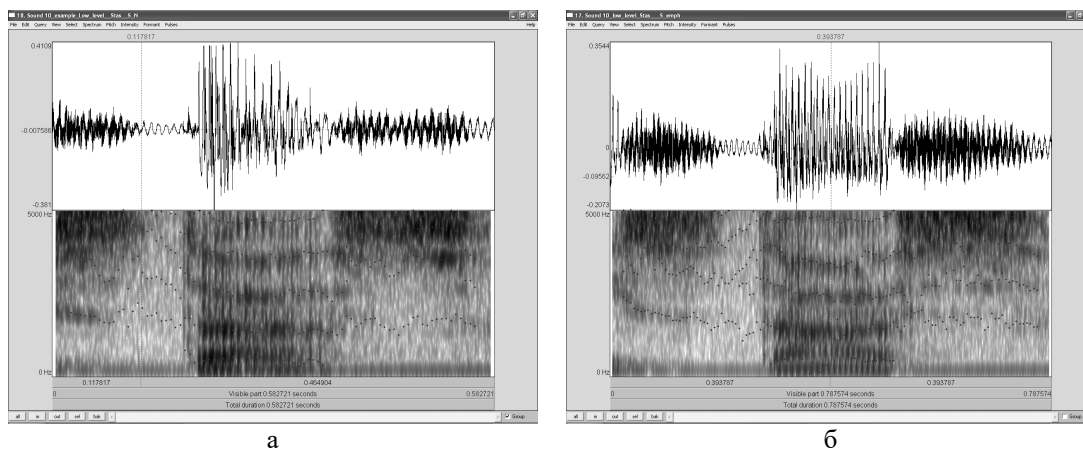 18. Sound 10_example_Low_level__Stas___S_N
File Edit Query View Select Spectrum Pitch Intensity Formant Pulses Help
0.117817
0.4109
-0.007586
-0.381
5000 Hz
0 Hz
0.117817 0.464904
0 Visible part 0.582721 seconds 0.582721
Total duration 0.582721 seconds
all in out sel bak Group
а
17. Sound 10_low_level_Stas___S_emph
File Edit Query View Select Spectrum Pitch Intensity Formant Pulses
0.393787
0.3544
0
-0.09562
-0.2073
5000 Hz
0 Hz
0.393787 0.393787
0 Visible part 0.787574 seconds 0.787574
Total duration 0.787574 seconds
all in out sel bak Group
б